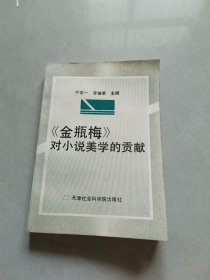 宁宗一 罗德荣 主编
《金瓶梅》
对小说美学的贡献
天津社会科学院出版社